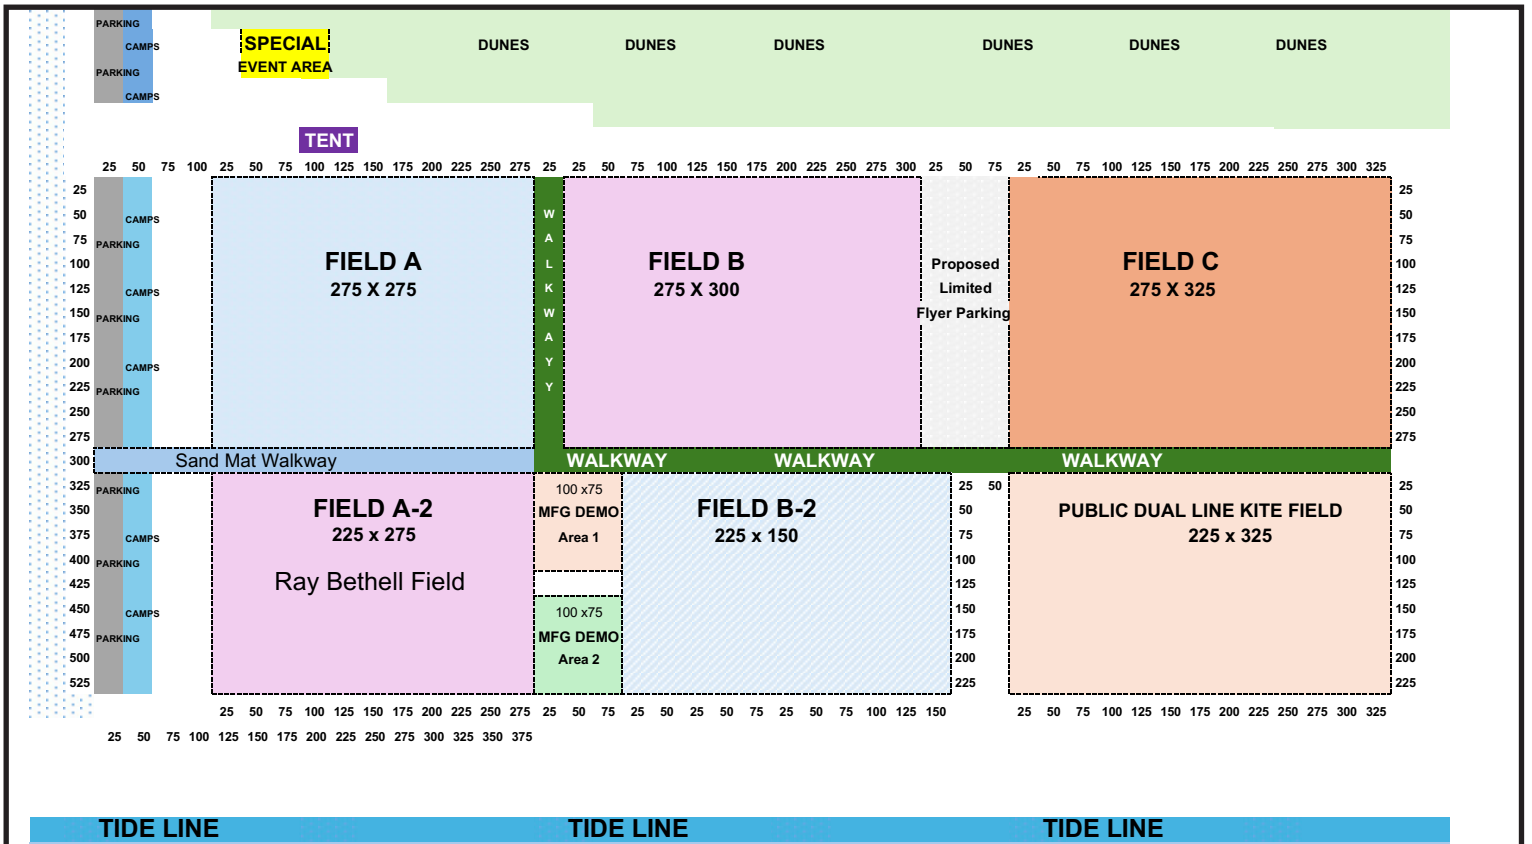 PARKING
SPECIAL DUNES DUNES DUNES DUNES DUNES DUNES
CAMPS
EVENT AREA
PARKING
CAMPS
TENT
25 50 75 100 25 50 75 100 125 150 175 200 225 250 275 25 25 50 75 100 125 150 175 200 225 250 275 300 25 50 75 25 50 75 100 125 150 175 200 225 250 275 300 325
25 25
50 CAMPS W 50
75 PARKING A 75
100 FIELD A L FIELD B Proposed FIELD C 100
125 CAMPS 275 X 275 K 275 X 300 Limited 275 X 325 125
150 PARKING W Flyer Parking 150
175 A 175
200 CAMPS Y 200
225 PARKING Y 225
250 250
275 275
300 Sand Mat Walkway WALKWAY WALKWAY WALKWAY
325 PARKING 100 x75 25 50 25
350 FIELD A-2 MFG DEMO FIELD B-2 50 PUBLIC DUAL LINE KITE FIELD 50
375 CAMPS 225 x 275 Area 1 225 x 150 75 225 x 325 75
400 PARKING 100 100
425 Ray Bethell Field 125 125
450 CAMPS 100 x75 150 150
475 PARKING MFG DEMO 175 175
500 Area 2 200 200
525 225 225
25 50 75 100 125 150 175 200 225 250 275 25 50 75 25 50 25 50 75 25 50 75 100 125 150 25 50 75 100 125 150 175 200 225 250 275 300 325
25 50 75 100 125 150 175 200 225 250 275 300 325 350 375
TIDE LINE TIDE LINE TIDE LINE